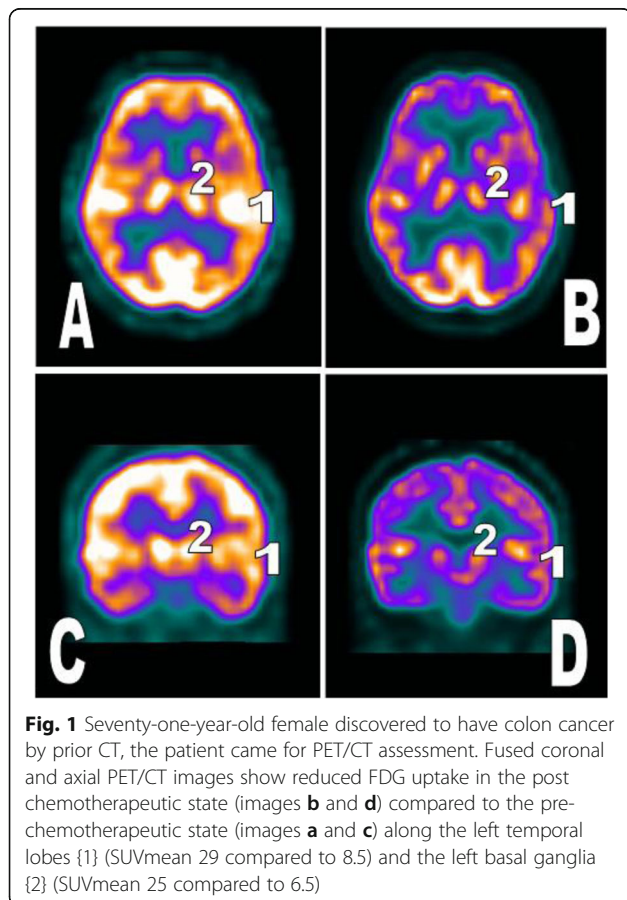 2
1
A
2
1
B
2
1
C
2
1
D
Fig. 1 Seventy-one-year-old female discovered to have colon cancer
by prior CT, the patient came for PET/CT assessment. Fused coronal
and axial PET/CT images show reduced FDG uptake in the post
chemotherapeutic state (images b and d) compared to the pre-
chemotherapeutic state (images a and c) along the left temporal
lobes {1} (SUVmean 29 compared to 8.5) and the left basal ganglia
{2} (SUVmean 25 compared to 6.5)